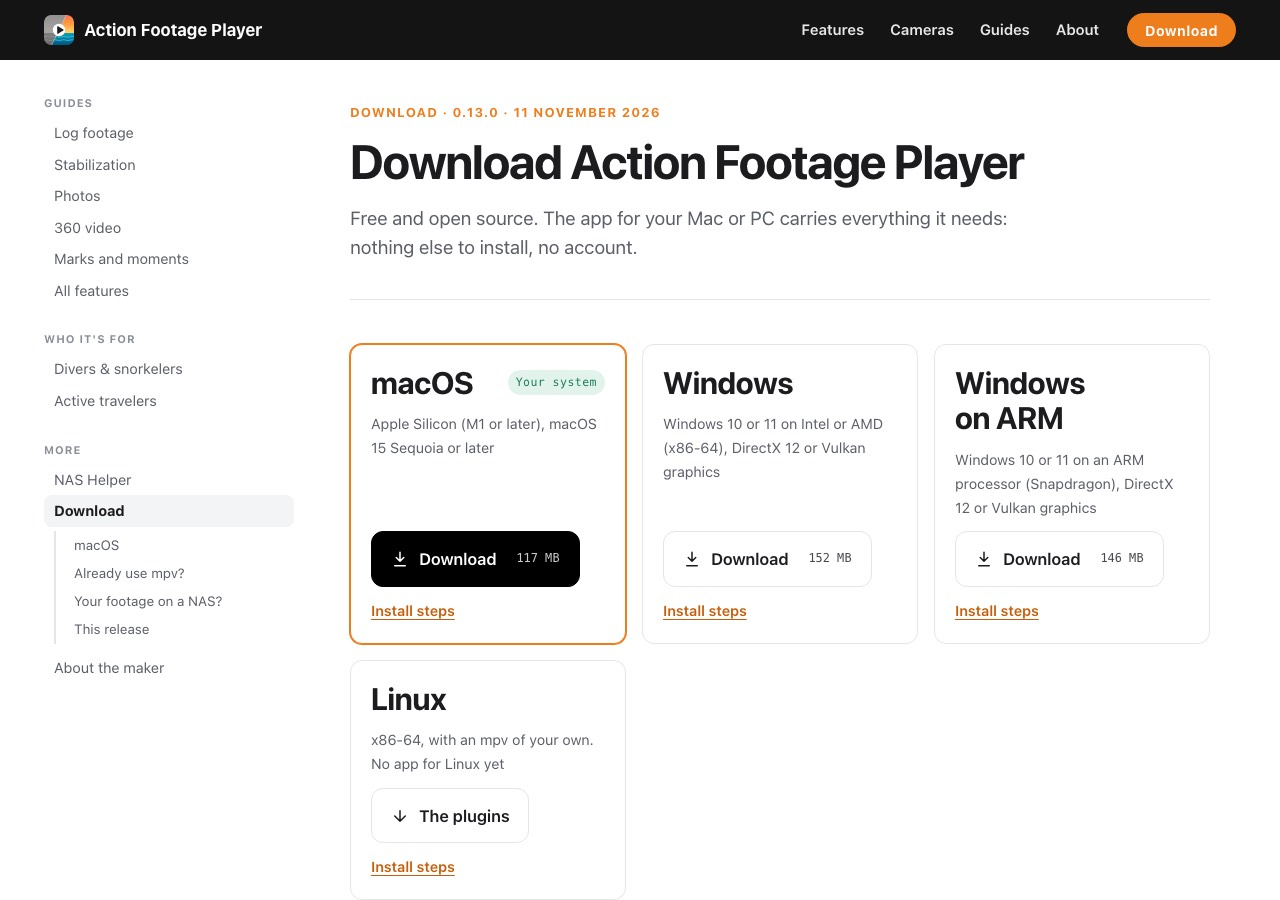 Action Footage Player
Features
Cameras
Guides
About
Download
GUIDES
Log footage
Stabilization
Photos
360 video
Marks and moments
All features
WHO IT'S FOR
Divers & snorkelers
Active travelers
MORE
NAS Helper
Download
macOS
Already use mpv?
Your footage on a NAS?
This release
About the maker
DOWNLOAD · 0.13.0 · 11 NOVEMBER 2026
Download Action Footage Player
Free and open source. The app for your Mac or PC carries everything it needs:
nothing else to install, no account.
macOS
Your system
Apple Silicon (M1 or later), macOS
15 Sequoia or later
Download 117 MB
Install steps
Windows
Windows 10 or 11 on Intel or AMD
(x86-64), DirectX 12 or Vulkan
graphics
Download 152 MB
Install steps
Windows
on ARM
Windows 10 or 11 on an ARM
processor (Snapdragon), DirectX
12 or Vulkan graphics
Download 146 MB
Install steps
Linux
x86-64, with an mpv of your own.
No app for Linux yet
The plugins
Install steps